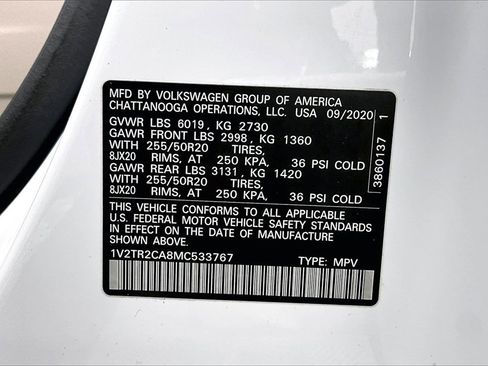 MFD BY VOLKSWAGEN GROUP OF AMERICA
CHATTANOOGA OPERATIONS, LLC. USA 09/2020
GVWR LBS 6019, KG 2730
GAWR FRONT LBS 2998, KG 1360
WITH 255/50R20 TIRES,
8JX20 RIMS, AT 250 KPA, 36 PSI COLD
GAWR REAR LBS 3131, KG 1420
WITH 255/50R20 TIRES,
8JX20 RIMS, AT 250 KPA, 36 PSI COLD
THIS VEHICLE CONFORMS TO ALL APPLICABLE
U.S. FEDERAL MOTOR VEHICLE SAFETY STANDARDS
IN EFFECT ON THE DATE OF MANUFACTURE
SHOWN ABOVE.
1V2TR2CA8MC533767 TYPE: MPV
3860137 1